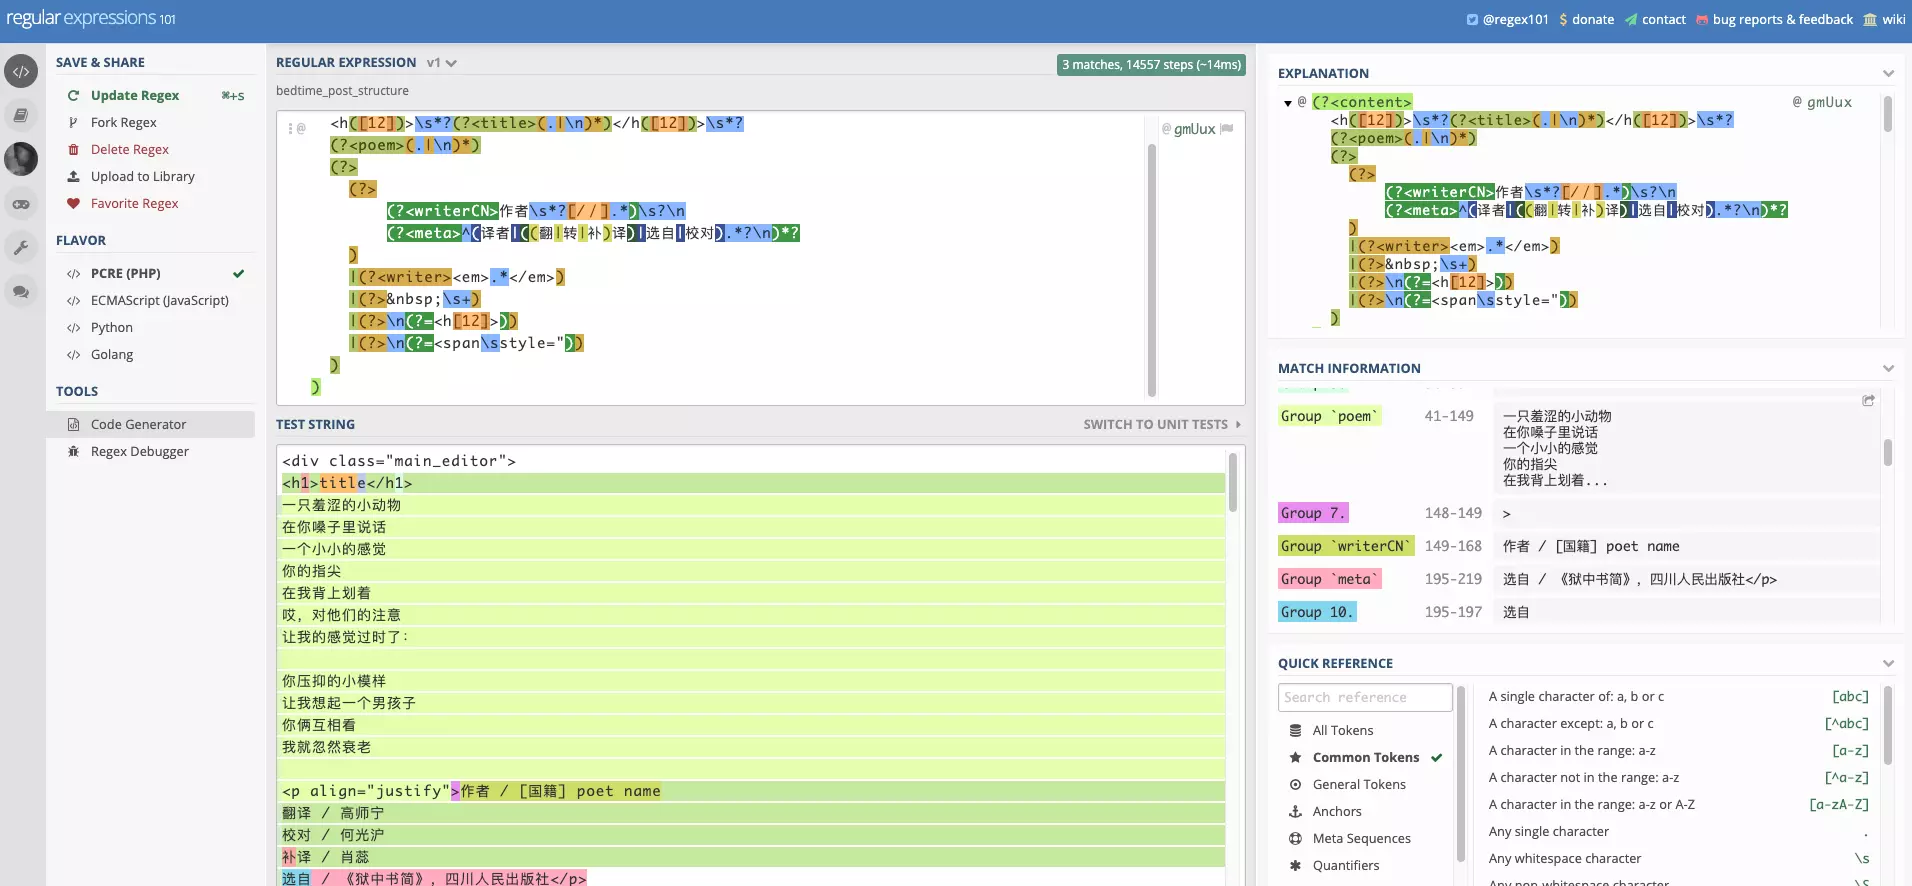 regular expressions 101
@regex101 donate contact bug reports & feedback wiki
SAVE & SHARE
Update Regex ⌘+s
Fork Regex
Delete Regex
Upload to Library
Favorite Regex
FLAVOR
PCRE (PHP)
ECMAScript (JavaScript)
Python
Golang
TOOLS
Code Generator
Regex Debugger
REGULAR EXPRESSION v1
3 matches, 14557 steps (~14ms)
bedtime_post_structure
<h([12])>\s*?(?<title>(.|\n)*)</h([12])>\s*?
(?<poem>(.|\n)*)
(?>
(?>
(?<writerCN>作者\s*?[//].*)\s?\n
(?<meta>^(译者|((翻|转|补)译)|选自|校对).*?\n)*?
)
|(?<writer><em>.*</em>)
|(?>&nbsp;\s+)
|(?>\n(?=<h[12]>))
|(?>\n(?=<span\sstyle="))
)
)
@ gmUux
TEST STRING
SWITCH TO UNIT TESTS
<div class="main_editor">
<h1>title</h1>
一只羞涩的小动物
在你嗓子里说话
一个小小的感觉
你的指尖
在我背上划着
哎，对他们的注意
让我的感觉过时了：
你压抑的小模样
让我想起一个男孩子
你俩互相看
我就忽然衰老
<p align="justify">作者 / [国籍] poet name
翻译 / 高师宁
校对 / 何光沪
补译 / 肖蕊
选自 / 《狱中书简》，四川人民出版社</p>
EXPLANATION
@ (?<content> @ gmUux
<h([12])>\s*?(?<title>(.|\n)*)</h([12])>\s*?
(?<poem>(.|\n)*)
(?>
(?>
(?<writerCN>作者\s*?[//].*)\s?\n
(?<meta>^(译者|((翻|转|补)译)|选自|校对).*?\n)*?
)
|(?<writer><em>.*</em>)
|(?>&nbsp;\s+)
|(?>\n(?=<h[12]>))
|(?>\n(?=<span\sstyle="))
)
MATCH INFORMATION
Group `poem` 41-149 一只羞涩的小动物
在你嗓子里说话
一个小小的感觉
你的指尖
在我背上划着...
Group 7. 148-149 >
Group `writerCN` 149-168 作者 / [国籍] poet name
Group `meta` 195-219 选自 / 《狱中书简》，四川人民出版社</p>
Group 10. 195-197 选自
QUICK REFERENCE
Search reference
All Tokens
Common Tokens
General Tokens
Anchors
Meta Sequences
Quantifiers
A single character of: a, b or c [abc]
A character except: a, b or c [^abc]
A character in the range: a-z [a-z]
A character not in the range: a-z [^a-z]
A character in the range: a-z or A-Z [a-zA-Z]
Any single character .
Any whitespace character \s
Any non-whitespace character \S